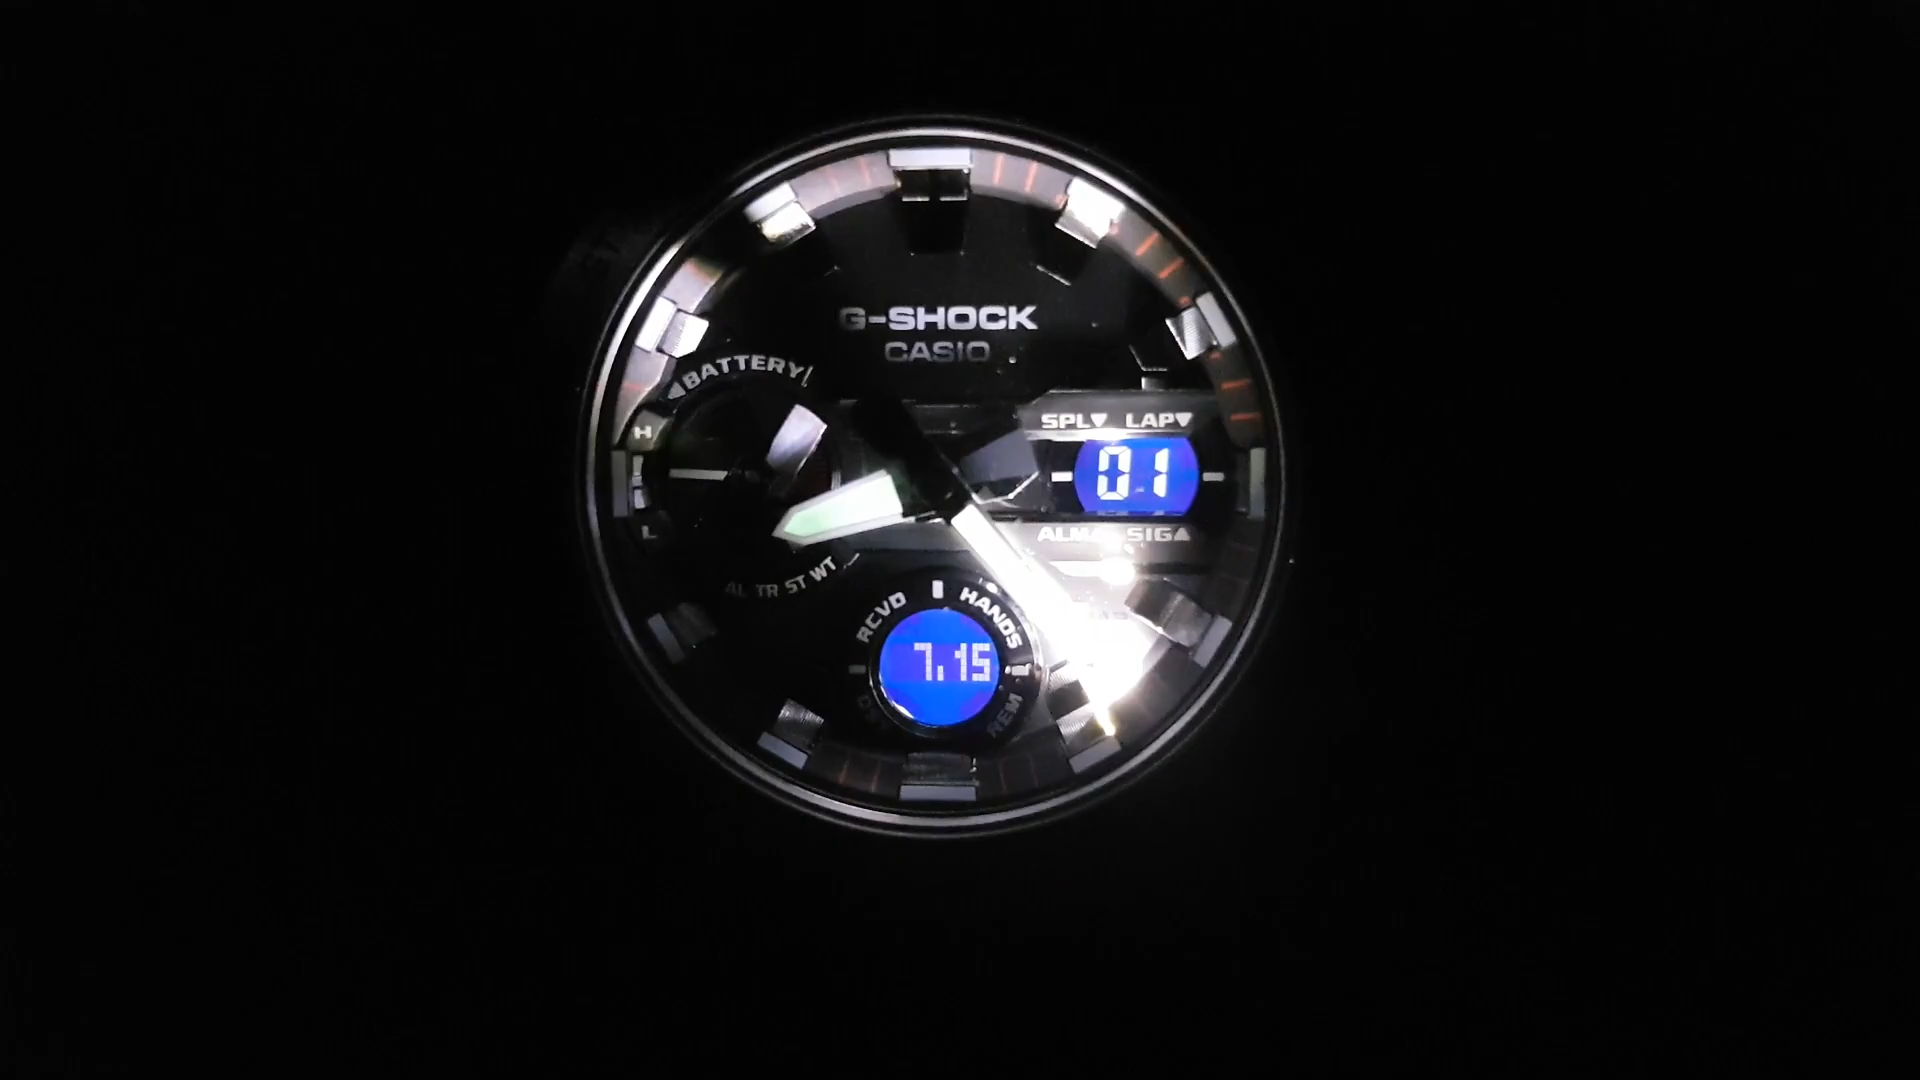 G-SHOCK
CASIO
BATTERY
SPL LAP
H
01
L
ALM SIG
AL TR ST WT
RCVD HANDS
7.15
REM